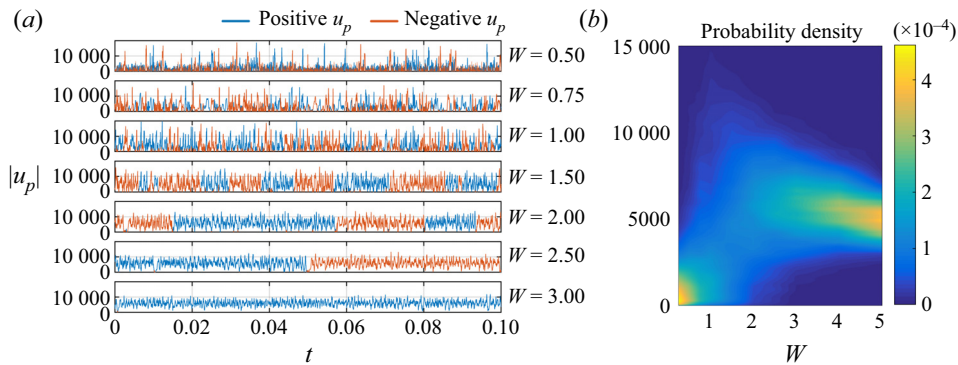 (a)
Positive u_p
Negative u_p
10 000
0
W = 0.50
10 000
0
W = 0.75
10 000
0
W = 1.00
|u_p|
10 000
0
W = 1.50
10 000
0
W = 2.00
10 000
0
W = 2.50
10 000
0
W = 3.00
0 0.02 0.04 0.06 0.08 0.10
t
(b)
Probability density
(×10⁻⁴)
15 000
10 000
5000
0
1 2 3 4 5
W
4
3
2
1
0